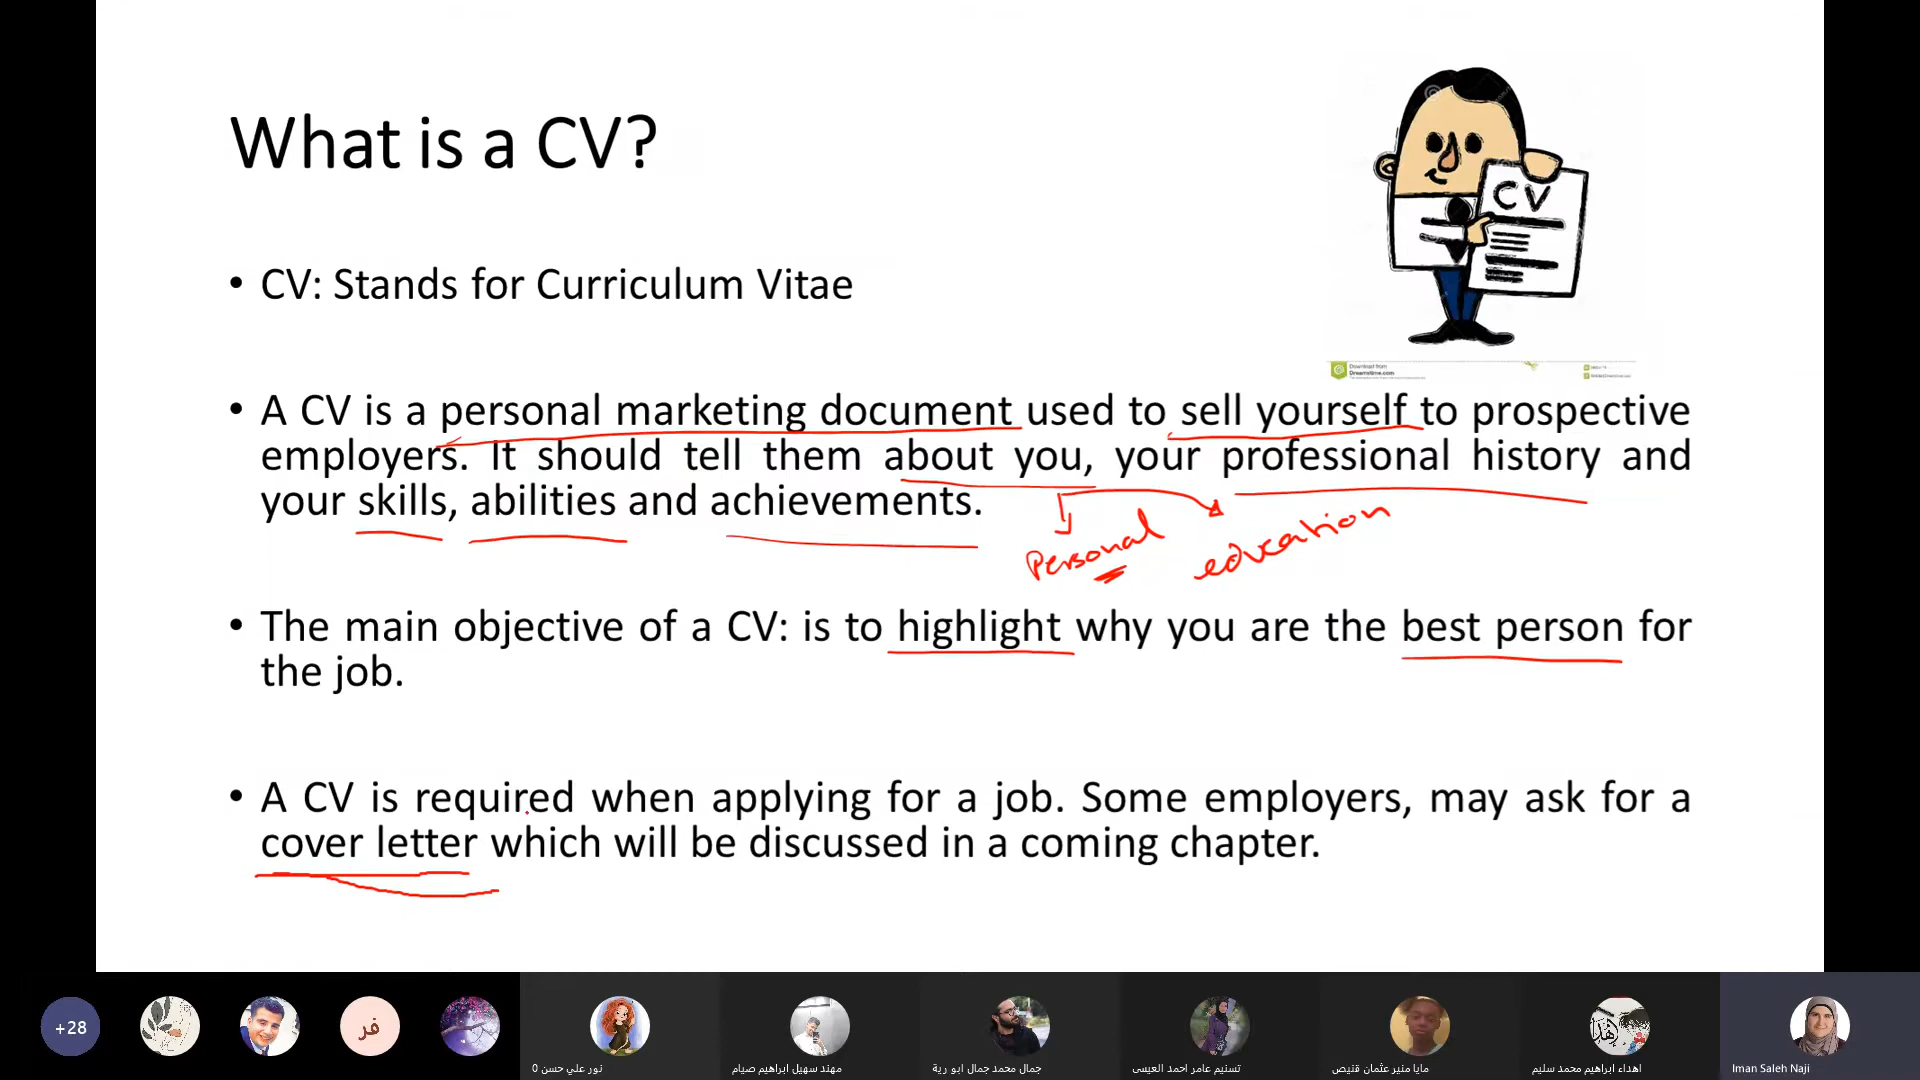 What is a CV?
CV
• CV: Stands for Curriculum Vitae
Download from
Dreamstime.com
• A CV is a personal marketing document used to sell yourself to prospective
employers. It should tell them about you, your professional history and
your skills, abilities and achievements.
Personal
education
• The main objective of a CV: is to highlight why you are the best person for
the job.
• A CV is required when applying for a job. Some employers, may ask for a
cover letter which will be discussed in a coming chapter.
+28
فر
نور علي حسن 0
مهند سهيل ابراهيم صيام
جمال محمد جمال ابو رية
تسنيم عامر احمد العيسى
مايا منير عثمان قنيص
اهداء ابراهيم محمد سليم
Iman Saleh Naji